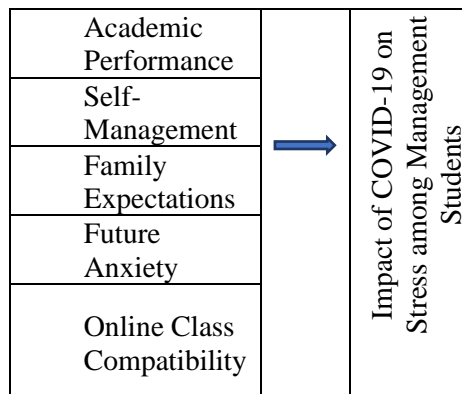 Academic
Performance
Self-
Management
Family
Expectations
Future
Anxiety
Online Class
Compatibility
Impact of COVID-19 on
Stress among Management
Students